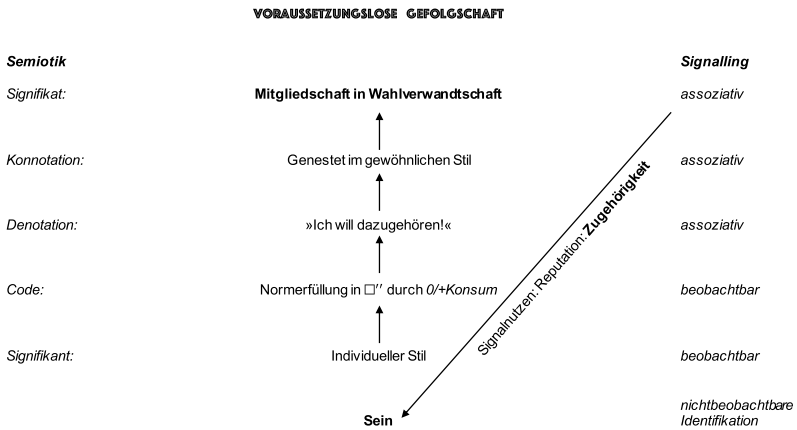 VORAUSSETZUNGSLOSE GEFOLGSCHAFT
Semiotik Signalling
Signifikat: Mitgliedschaft in Wahlverwandtschaft assoziativ
Konnotation: Genestet im gewöhnlichen Stil assoziativ
Denotation: »Ich will dazugehören!« assoziativ
Signalnutzen: Reputation: Zugehörigkeit
Code: Normerfüllung in □′′ durch 0/+Konsum beobachtbar
Signifikant: Individueller Stil beobachtbar
Sein nichtbeobachtbare
Identifikation